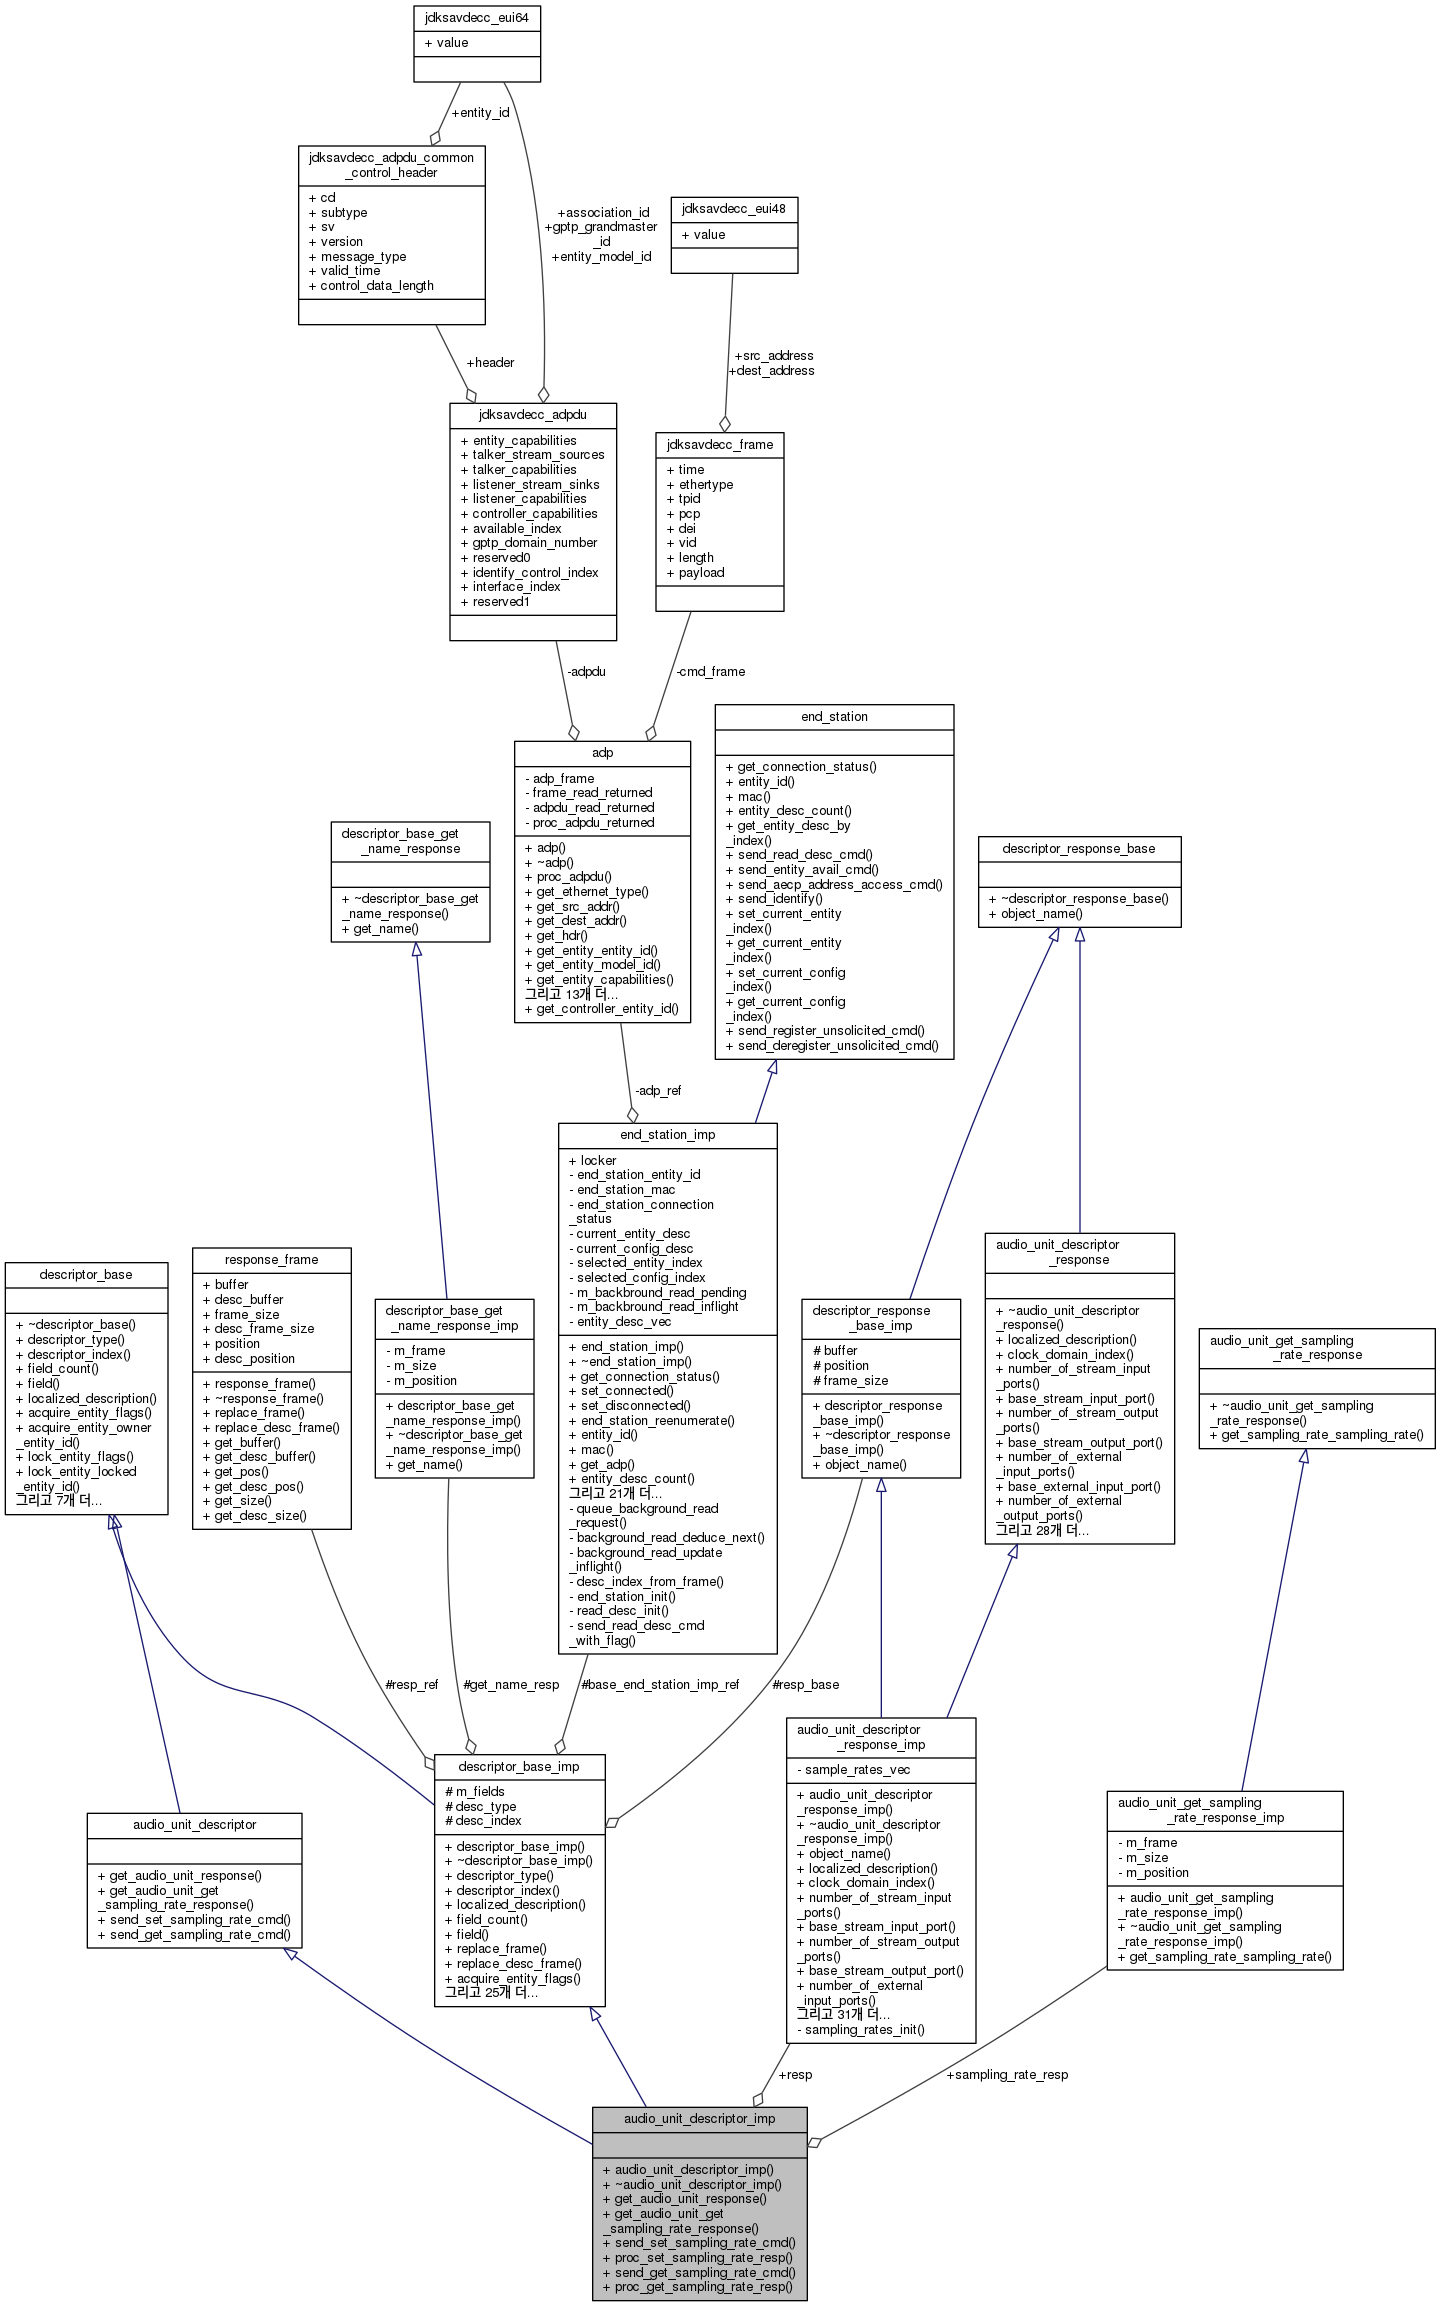 jdksavdecc_eui64
+ value
+entity_id
jdksavdecc_adpdu_common
_control_header
+ cd
+ subtype
+ sv
+ version
+ message_type
+ valid_time
+ control_data_length
+association_id
+gptp_grandmaster
_id
+entity_model_id
jdksavdecc_eui48
+ value
+header
+src_address
+dest_address
jdksavdecc_adpdu
+ entity_capabilities
+ talker_stream_sources
+ talker_capabilities
+ listener_stream_sinks
+ listener_capabilities
+ controller_capabilities
+ available_index
+ gptp_domain_number
+ reserved0
+ identify_control_index
+ interface_index
+ reserved1
jdksavdecc_frame
+ time
+ ethertype
+ tpid
+ pcp
+ dei
+ vid
+ length
+ payload
-adpdu
-cmd_frame
adp
- adp_frame
- frame_read_returned
- adpdu_read_returned
- proc_adpdu_returned
+ adp()
+ ~adp()
+ proc_adpdu()
+ get_ethernet_type()
+ get_src_addr()
+ get_dest_addr()
+ get_hdr()
+ get_entity_entity_id()
+ get_entity_model_id()
+ get_entity_capabilities()
그리고 13개 더...
+ get_controller_entity_id()
end_station
+ get_connection_status()
+ entity_id()
+ mac()
+ entity_desc_count()
+ get_entity_desc_by
_index()
+ send_read_desc_cmd()
+ send_entity_avail_cmd()
+ send_aecp_address_access_cmd()
+ send_identify()
+ set_current_entity
_index()
+ get_current_entity
_index()
+ set_current_config
_index()
+ get_current_config
_index()
+ send_register_unsolicited_cmd()
+ send_deregister_unsolicited_cmd()
descriptor_base_get
_name_response
+ ~descriptor_base_get
_name_response()
+ get_name()
descriptor_response_base
+ ~descriptor_response_base()
+ object_name()
-adp_ref
end_station_imp
+ locker
- end_station_entity_id
- end_station_mac
- end_station_connection
_status
- current_entity_desc
- current_config_desc
- selected_entity_index
- selected_config_index
- m_backbround_read_pending
- m_backbround_read_inflight
- entity_desc_vec
+ end_station_imp()
+ ~end_station_imp()
+ get_connection_status()
+ set_connected()
+ set_disconnected()
+ end_station_reenumerate()
+ entity_id()
+ mac()
+ get_adp()
+ entity_desc_count()
그리고 21개 더...
- queue_background_read
_request()
- background_read_deduce_next()
- background_read_update
_inflight()
- desc_index_from_frame()
- end_station_init()
- read_desc_init()
- send_read_desc_cmd
_with_flag()
descriptor_base
+ ~descriptor_base()
+ descriptor_type()
+ descriptor_index()
+ field_count()
+ field()
+ localized_description()
+ acquire_entity_flags()
+ acquire_entity_owner
_entity_id()
+ lock_entity_flags()
+ lock_entity_locked
_entity_id()
그리고 7개 더...
response_frame
+ buffer
+ desc_buffer
+ frame_size
+ desc_frame_size
+ position
+ desc_position
+ response_frame()
+ ~response_frame()
+ replace_frame()
+ replace_desc_frame()
+ get_buffer()
+ get_desc_buffer()
+ get_pos()
+ get_desc_pos()
+ get_size()
+ get_desc_size()
descriptor_base_get
_name_response_imp
- m_frame
- m_size
- m_position
+ descriptor_base_get
_name_response_imp()
+ ~descriptor_base_get
_name_response_imp()
+ get_name()
descriptor_response
_base_imp
# buffer
# position
# frame_size
+ descriptor_response
_base_imp()
+ ~descriptor_response
_base_imp()
+ object_name()
audio_unit_descriptor
_response
+ ~audio_unit_descriptor
_response()
+ localized_description()
+ clock_domain_index()
+ number_of_stream_input
_ports()
+ base_stream_input_port()
+ number_of_stream_output
_ports()
+ base_stream_output_port()
+ number_of_external
_input_ports()
+ base_external_input_port()
+ number_of_external
_output_ports()
그리고 28개 더...
audio_unit_get_sampling
_rate_response
+ ~audio_unit_get_sampling
_rate_response()
+ get_sampling_rate_sampling_rate()
#resp_ref
#get_name_resp
#base_end_station_imp_ref
#resp_base
audio_unit_descriptor
+ get_audio_unit_response()
+ get_audio_unit_get
_sampling_rate_response()
+ send_set_sampling_rate_cmd()
+ send_get_sampling_rate_cmd()
descriptor_base_imp
# m_fields
# desc_type
# desc_index
+ descriptor_base_imp()
+ ~descriptor_base_imp()
+ descriptor_type()
+ descriptor_index()
+ localized_description()
+ field_count()
+ field()
+ replace_frame()
+ replace_desc_frame()
+ acquire_entity_flags()
그리고 25개 더...
audio_unit_descriptor
_response_imp
- sample_rates_vec
+ audio_unit_descriptor
_response_imp()
+ ~audio_unit_descriptor
_response_imp()
+ object_name()
+ localized_description()
+ clock_domain_index()
+ number_of_stream_input
_ports()
+ base_stream_input_port()
+ number_of_stream_output
_ports()
+ base_stream_output_port()
+ number_of_external
_input_ports()
그리고 31개 더...
- sampling_rates_init()
audio_unit_get_sampling
_rate_response_imp
- m_frame
- m_size
- m_position
+ audio_unit_get_sampling
_rate_response_imp()
+ ~audio_unit_get_sampling
_rate_response_imp()
+ get_sampling_rate_sampling_rate()
+resp
+sampling_rate_resp
audio_unit_descriptor_imp
+ audio_unit_descriptor_imp()
+ ~audio_unit_descriptor_imp()
+ get_audio_unit_response()
+ get_audio_unit_get
_sampling_rate_response()
+ send_set_sampling_rate_cmd()
+ proc_set_sampling_rate_resp()
+ send_get_sampling_rate_cmd()
+ proc_get_sampling_rate_resp()